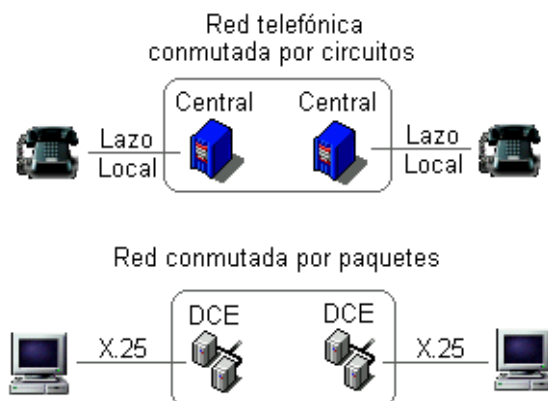 Red telefónica
conmutada por circuitos
Central
Central
Lazo
Local
Lazo
Local
Red conmutada por paquetes
DCE
DCE
X.25
X.25